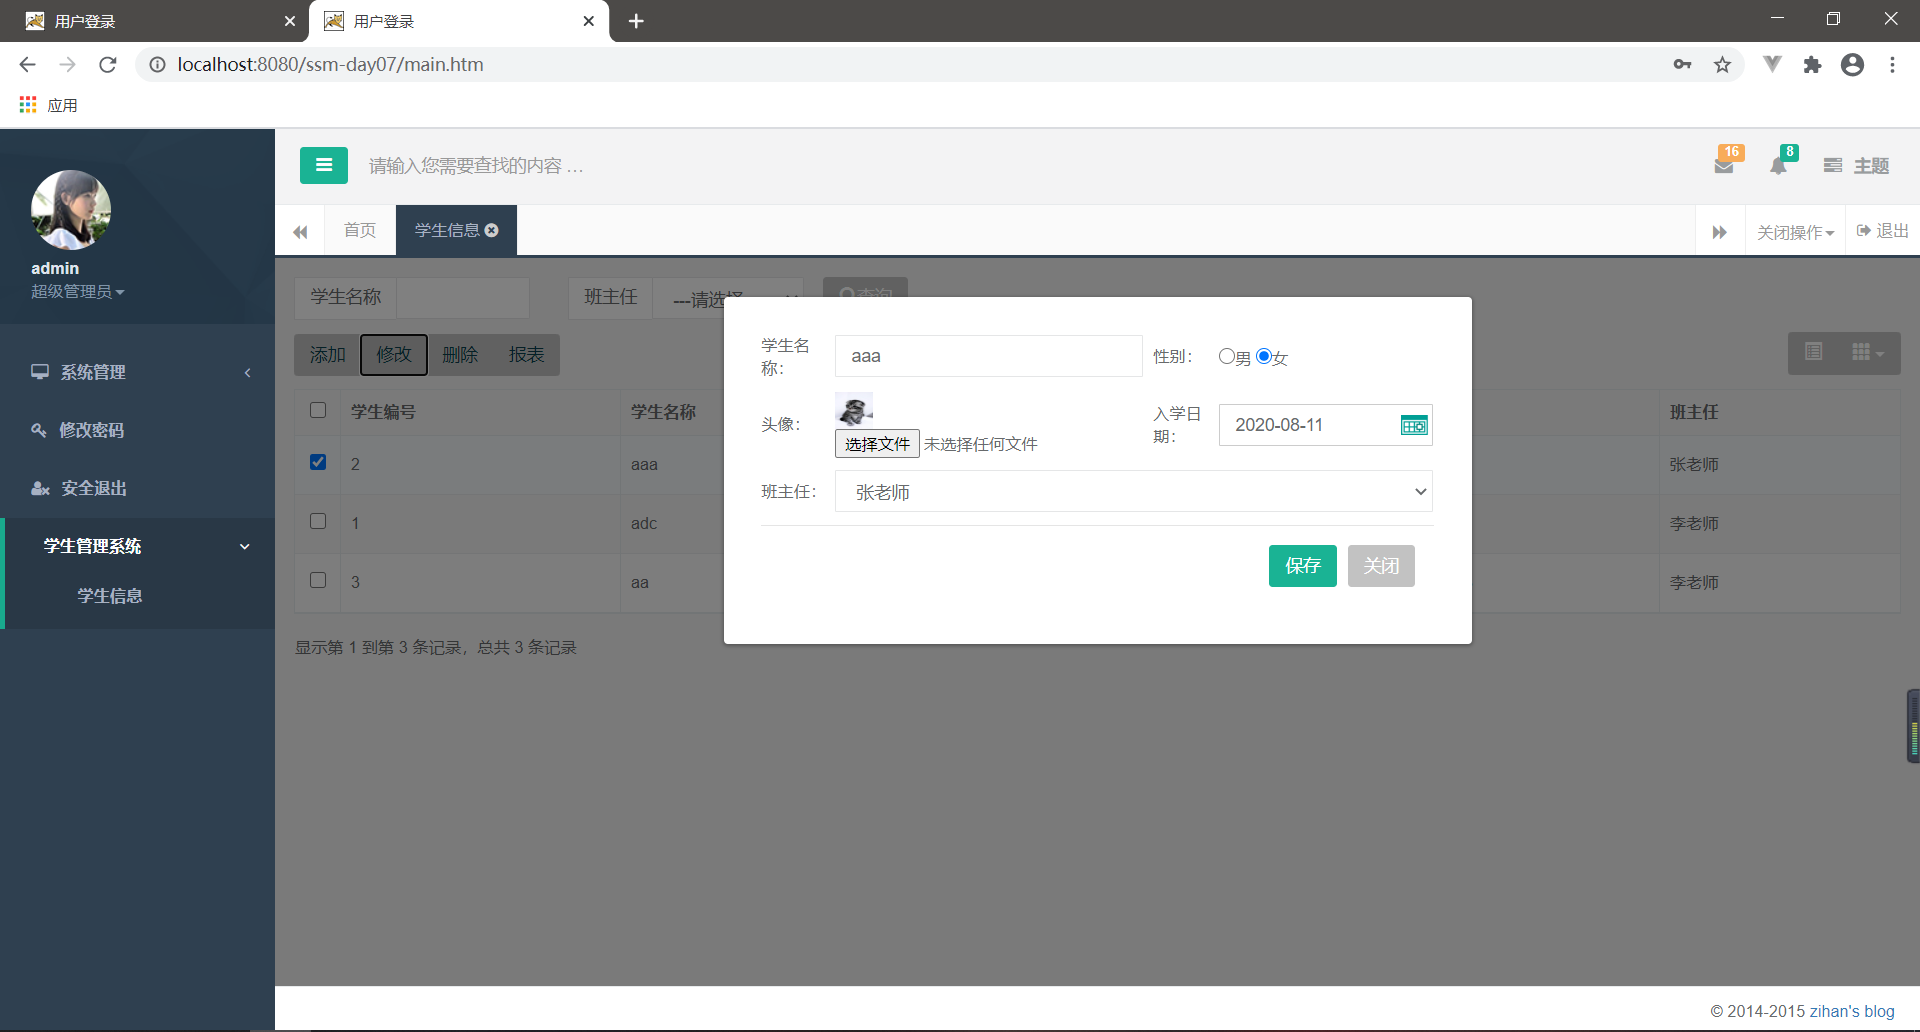 用户登录
用户登录
localhost:8080/ssm-day07/main.htm
应用
admin
超级管理员
系统管理
修改密码
安全退出
学生管理系统
学生信息
请输入您需要查找的内容 …
16
8
主题
首页
学生信息
关闭操作
退出
学生名称
班主任
---请选择
查询
添加
修改
删除
报表
学生编号
学生名称
班主任
2
aaa
张老师
1
adc
李老师
3
aa
李老师
显示第 1 到第 3 条记录，总共 3 条记录
学生名
称：
aaa
性别：
男
女
头像：
选择文件 未选择任何文件
入学日
期：
2020-08-11
班主任：
张老师
保存
关闭
© 2014-2015 zihan's blog